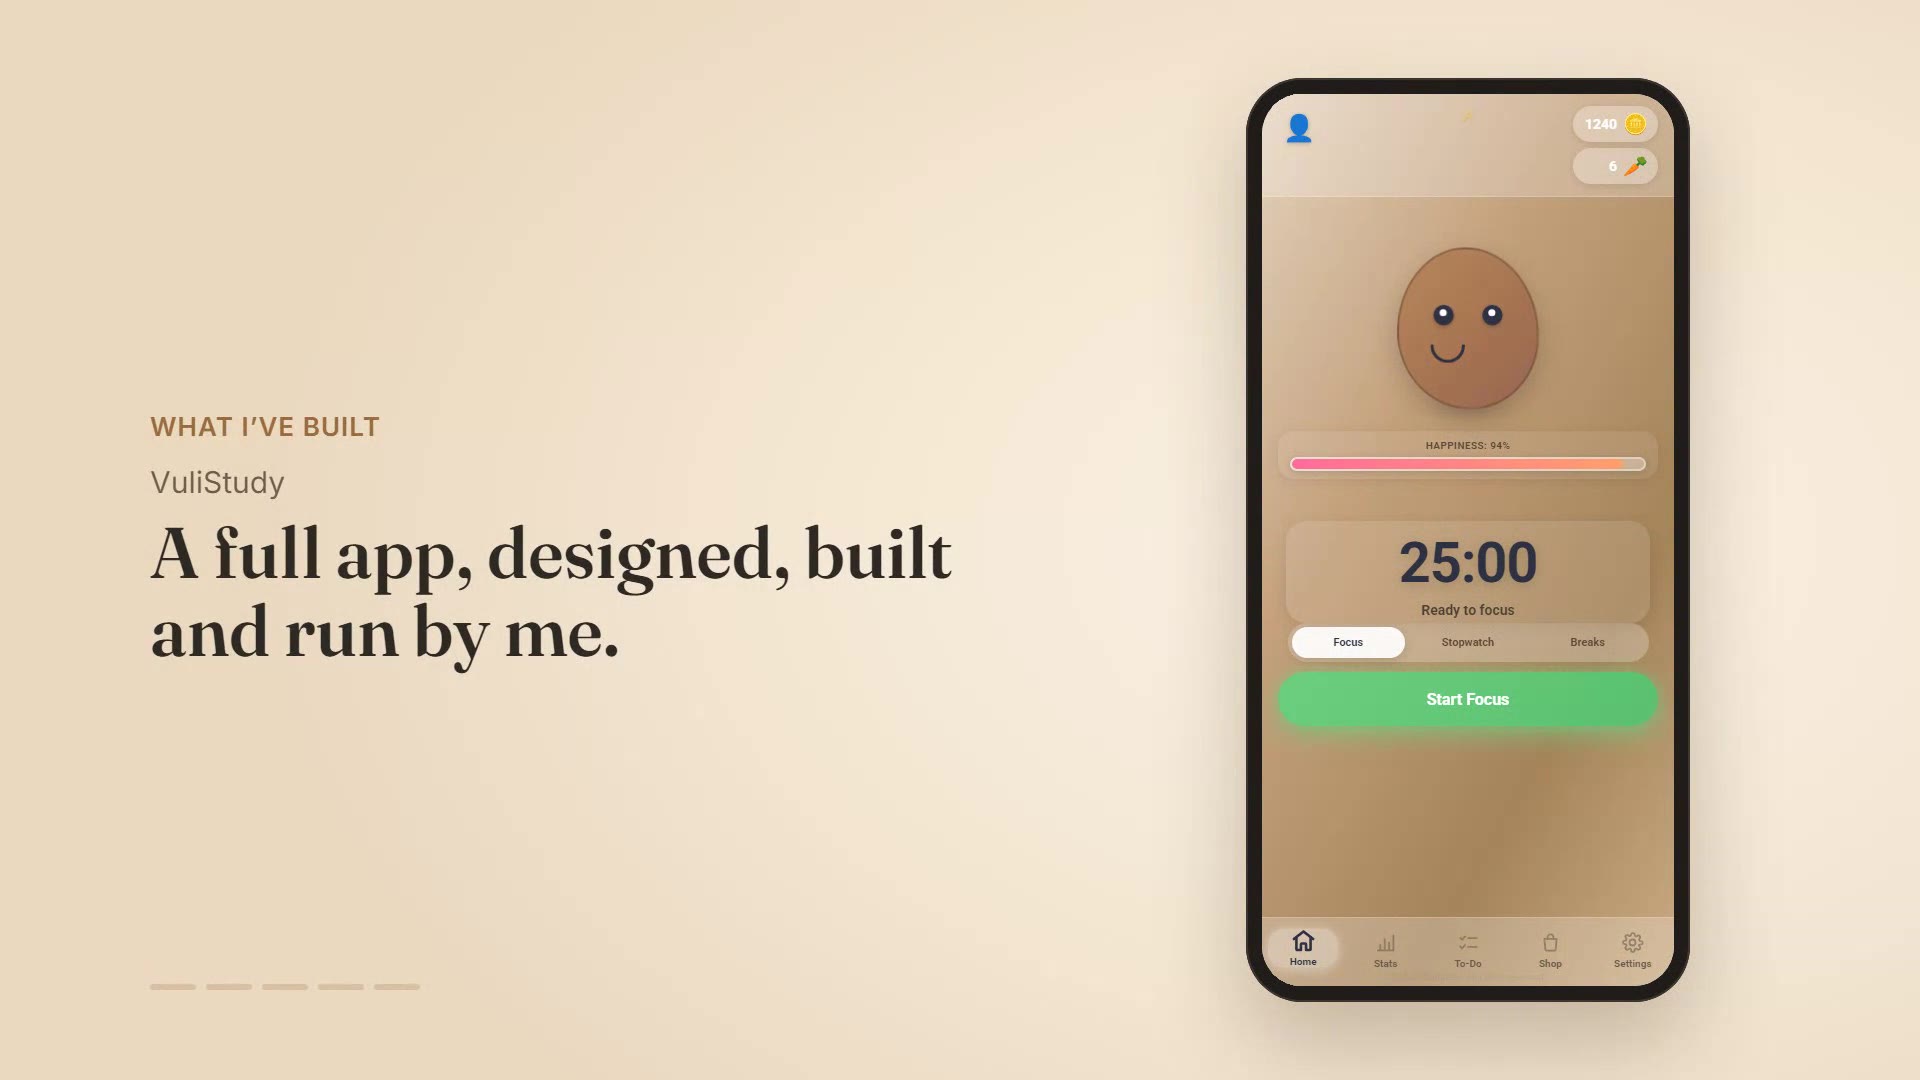 WHAT I'VE BUILT
VuliStudy
A full app, designed, built
and run by me.
1240
6
HAPPINESS: 94%
25:00
Ready to focus
Focus
Stopwatch
Breaks
Start Focus
Home
Stats
To-Do
Shop
Settings